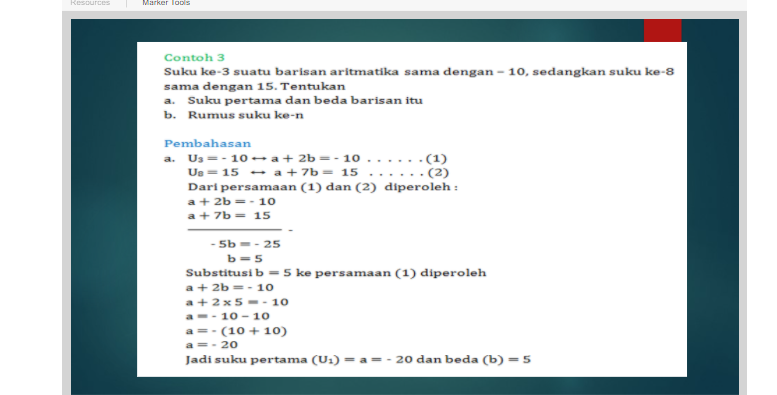 Resources | Marker Tools
Contoh 3
Suku ke-3 suatu barisan aritmatika sama dengan – 10, sedangkan suku ke-8
sama dengan 15. Tentukan
a. Suku pertama dan beda barisan itu
b. Rumus suku ke-n
Pembahasan
a. U₃ = - 10 ↔ a + 2b = - 10 . . . . . . (1)
U₈ = 15 ↔ a + 7b = 15 . . . . . . (2)
Dari persamaan (1) dan (2) diperoleh :
a + 2b = - 10
a + 7b = 15
-
- 5b = - 25
b = 5
Substitusi b = 5 ke persamaan (1) diperoleh
a + 2b = - 10
a + 2 x 5 = - 10
a = - 10 – 10
a = - (10 + 10)
a = - 20
Jadi suku pertama (U₁) = a = - 20 dan beda (b) = 5